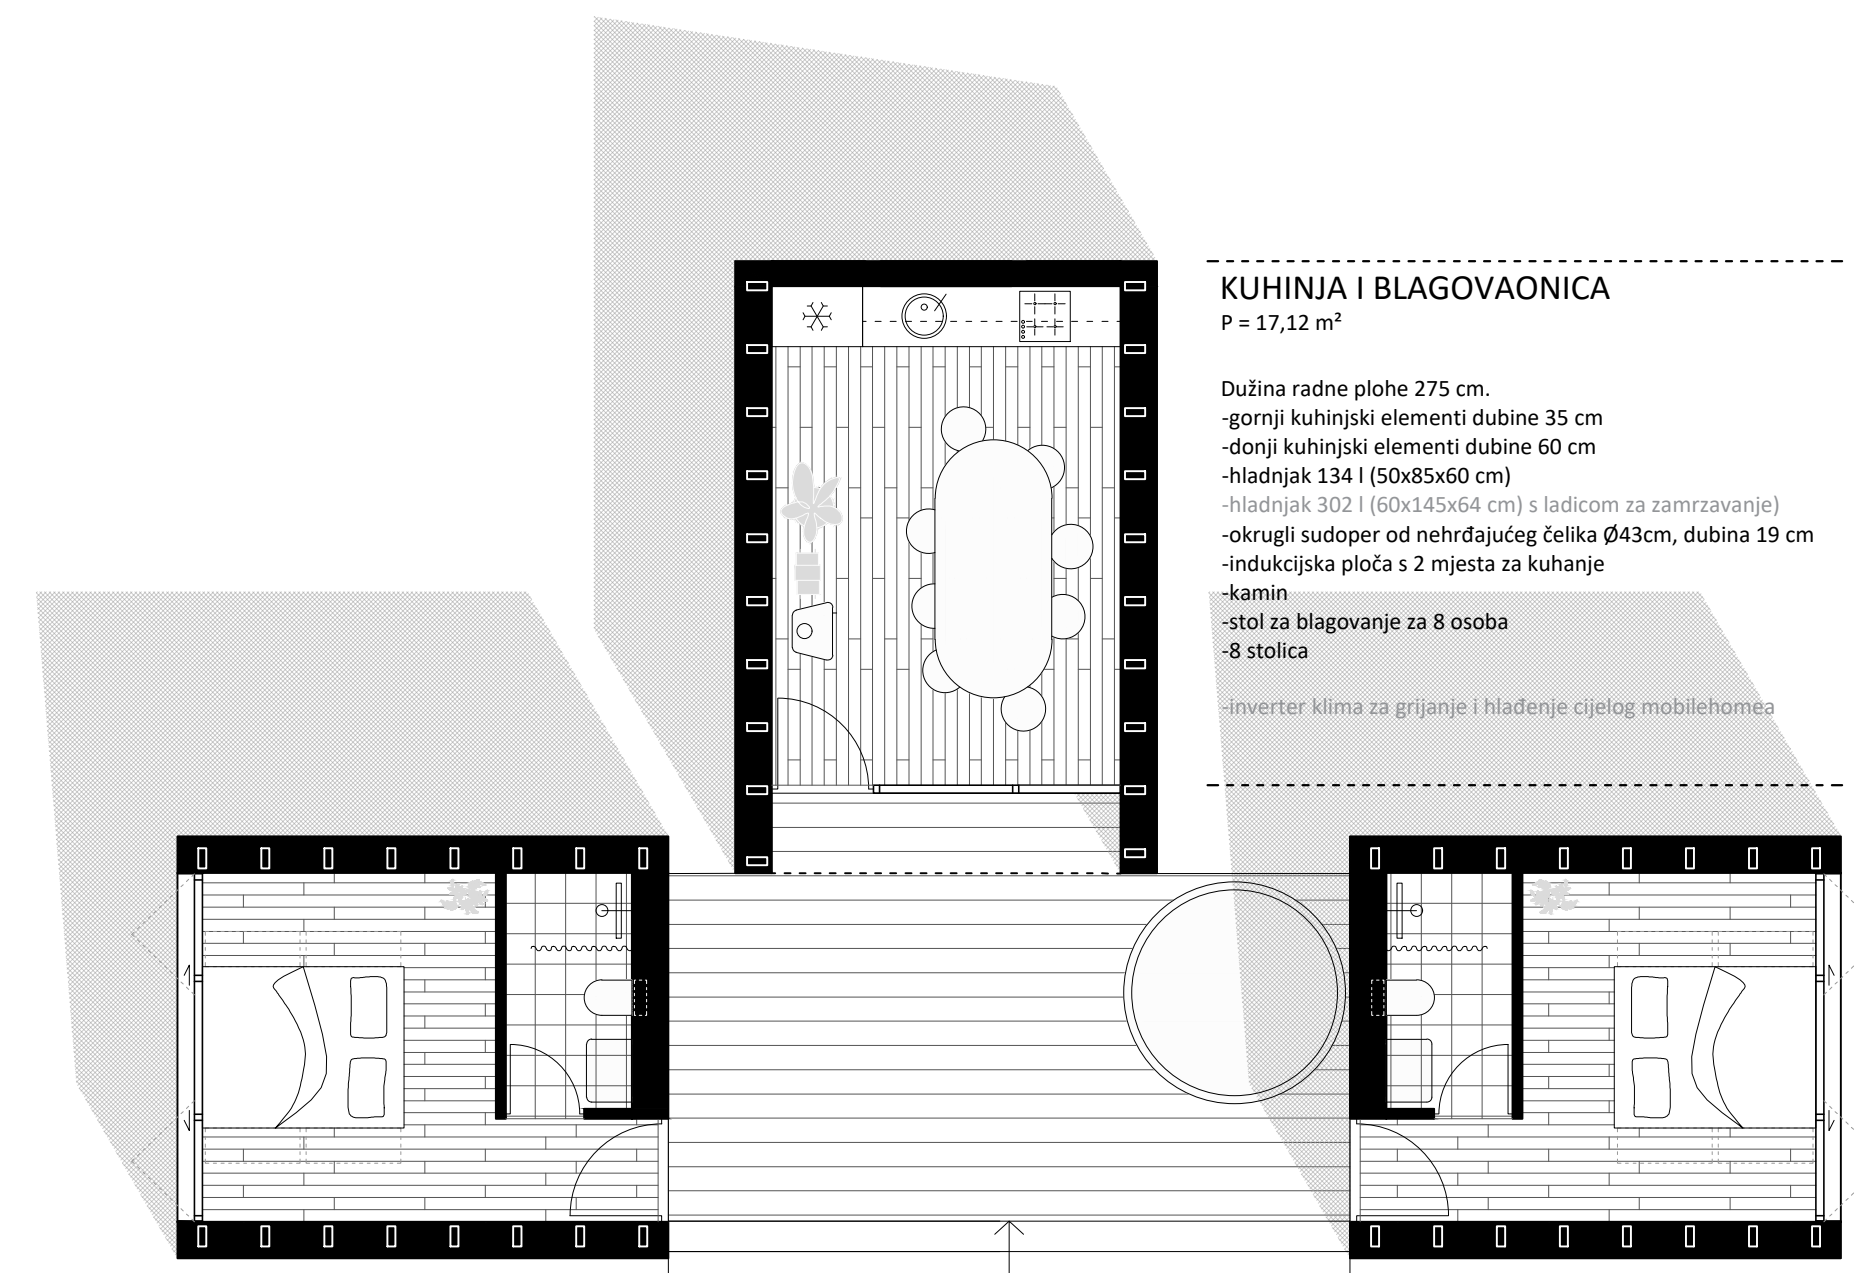 KUHINJA I BLAGOVAONICA
P = 17,12 m²
Dužina radne plohe 275 cm.
-gornji kuhinjski elementi dubine 35 cm
-donji kuhinjski elementi dubine 60 cm
-hladnjak 134 l (50x85x60 cm)
-hladnjak 302 l (60x145x64 cm) s ladicom za zamrzavanje)
-okrugli sudoper od nehrđajućeg čelika Ø43cm, dubina 19 cm
-indukcijska ploča s 2 mjesta za kuhanje
-kamin
-stol za blagovanje za 8 osoba
-8 stolica
-inverter klima za grijanje i hlađenje cijelog mobilehomea